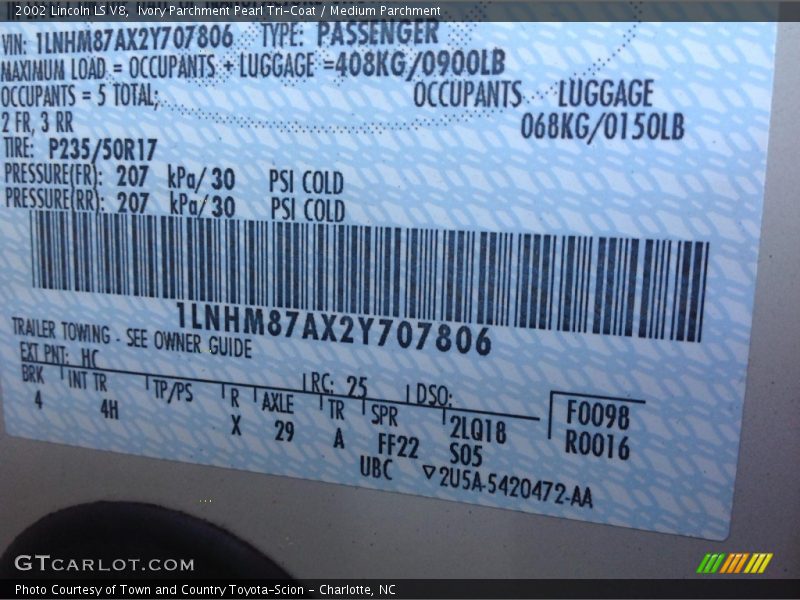 2002 Lincoln LS V8, Ivory Parchment Pearl Tri-Coat / Medium Parchment
VIN: 1LNHM87AX2Y707806 TYPE: PASSENGER
MAXIMUM LOAD = OCCUPANTS + LUGGAGE =408KG/0900LB
OCCUPANTS = 5 TOTAL; OCCUPANTS LUGGAGE
2 FR, 3 RR 068KG/0150LB
TIRE: P235/50R17
PRESSURE(FR): 207 kPa/ 30 PSI COLD
PRESSURE(RR): 207 kPa/ 30 PSI COLD
1LNHM87AX2Y707806
TRAILER TOWING - SEE OWNER GUIDE
EXT PNT: HC RC: 25 DSO:
BRK INT TR TP/PS R AXLE TR SPR 2LQ18 F0098
4 4H X 29 A FF22 S05 R0016
UBC ▽2U5A-5420472-AA
GTCARLOT.COM
Photo Courtesy of Town and Country Toyota-Scion - Charlotte, NC